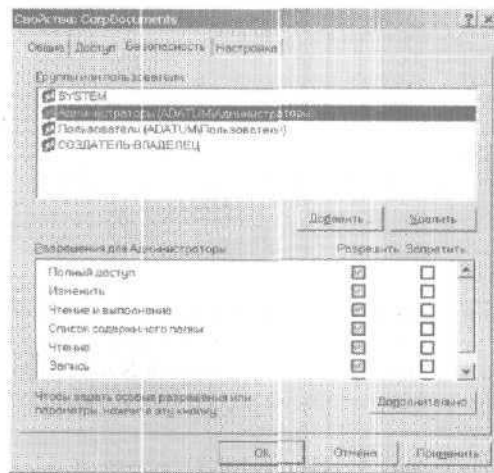 Свойства: CorpDocuments
Общие Доступ Безопасность Настройка
Группы или пользователи:
SYSTEM
Администраторы (ADATUM\Администраторы)
Пользователи (ADATUM\Пользователи)
СОЗДАТЕЛЬ-ВЛАДЕЛЕЦ
Добавить... Удалить
Разрешения для Администраторы Разрешить Запретить
Полный доступ
Изменить
Чтение и выполнение
Список содержимого папки
Чтение
Запись
Чтобы задать особые разрешения или
параметры, нажмите эту кнопку.
Дополнительно
ОК Отмена Применить